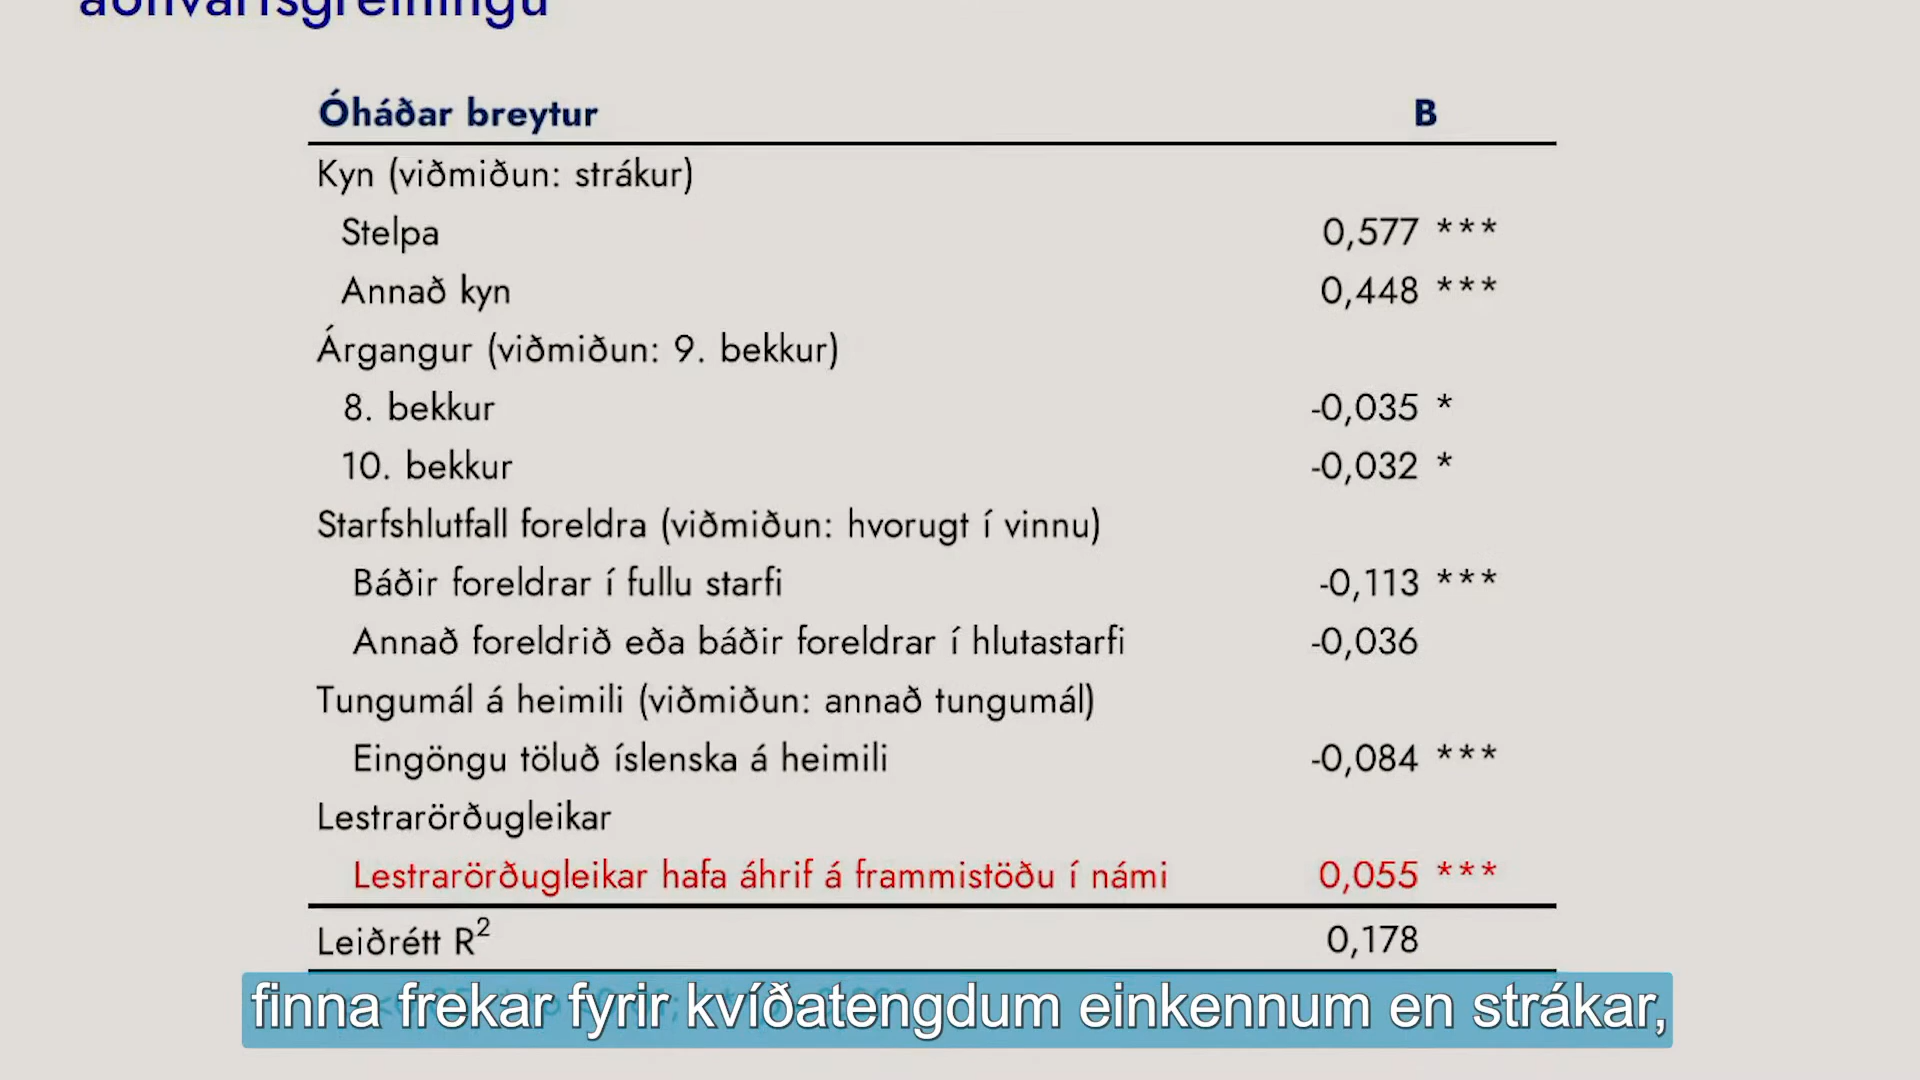 aðhvarfsgreiningu
Óháðar breytur B
Kyn (viðmiðun: strákur)
Stelpa 0,577 ***
Annað kyn 0,448 ***
Árgangur (viðmiðun: 9. bekkur)
8. bekkur -0,035 *
10. bekkur -0,032 *
Starfshlutfall foreldra (viðmiðun: hvorugt í vinnu)
Báðir foreldrar í fullu starfi -0,113 ***
Annað foreldrið eða báðir foreldrar í hlutastarfi -0,036
Tungumál á heimili (viðmiðun: annað tungumál)
Eingöngu töluð íslenska á heimili -0,084 ***
Lestrarörðugleikar
Lestrarörðugleikar hafa áhrif á frammistöðu í námi 0,055 ***
Leiðrétt R² 0,178
finna frekar fyrir kvíðatengdum einkennum en strákar,